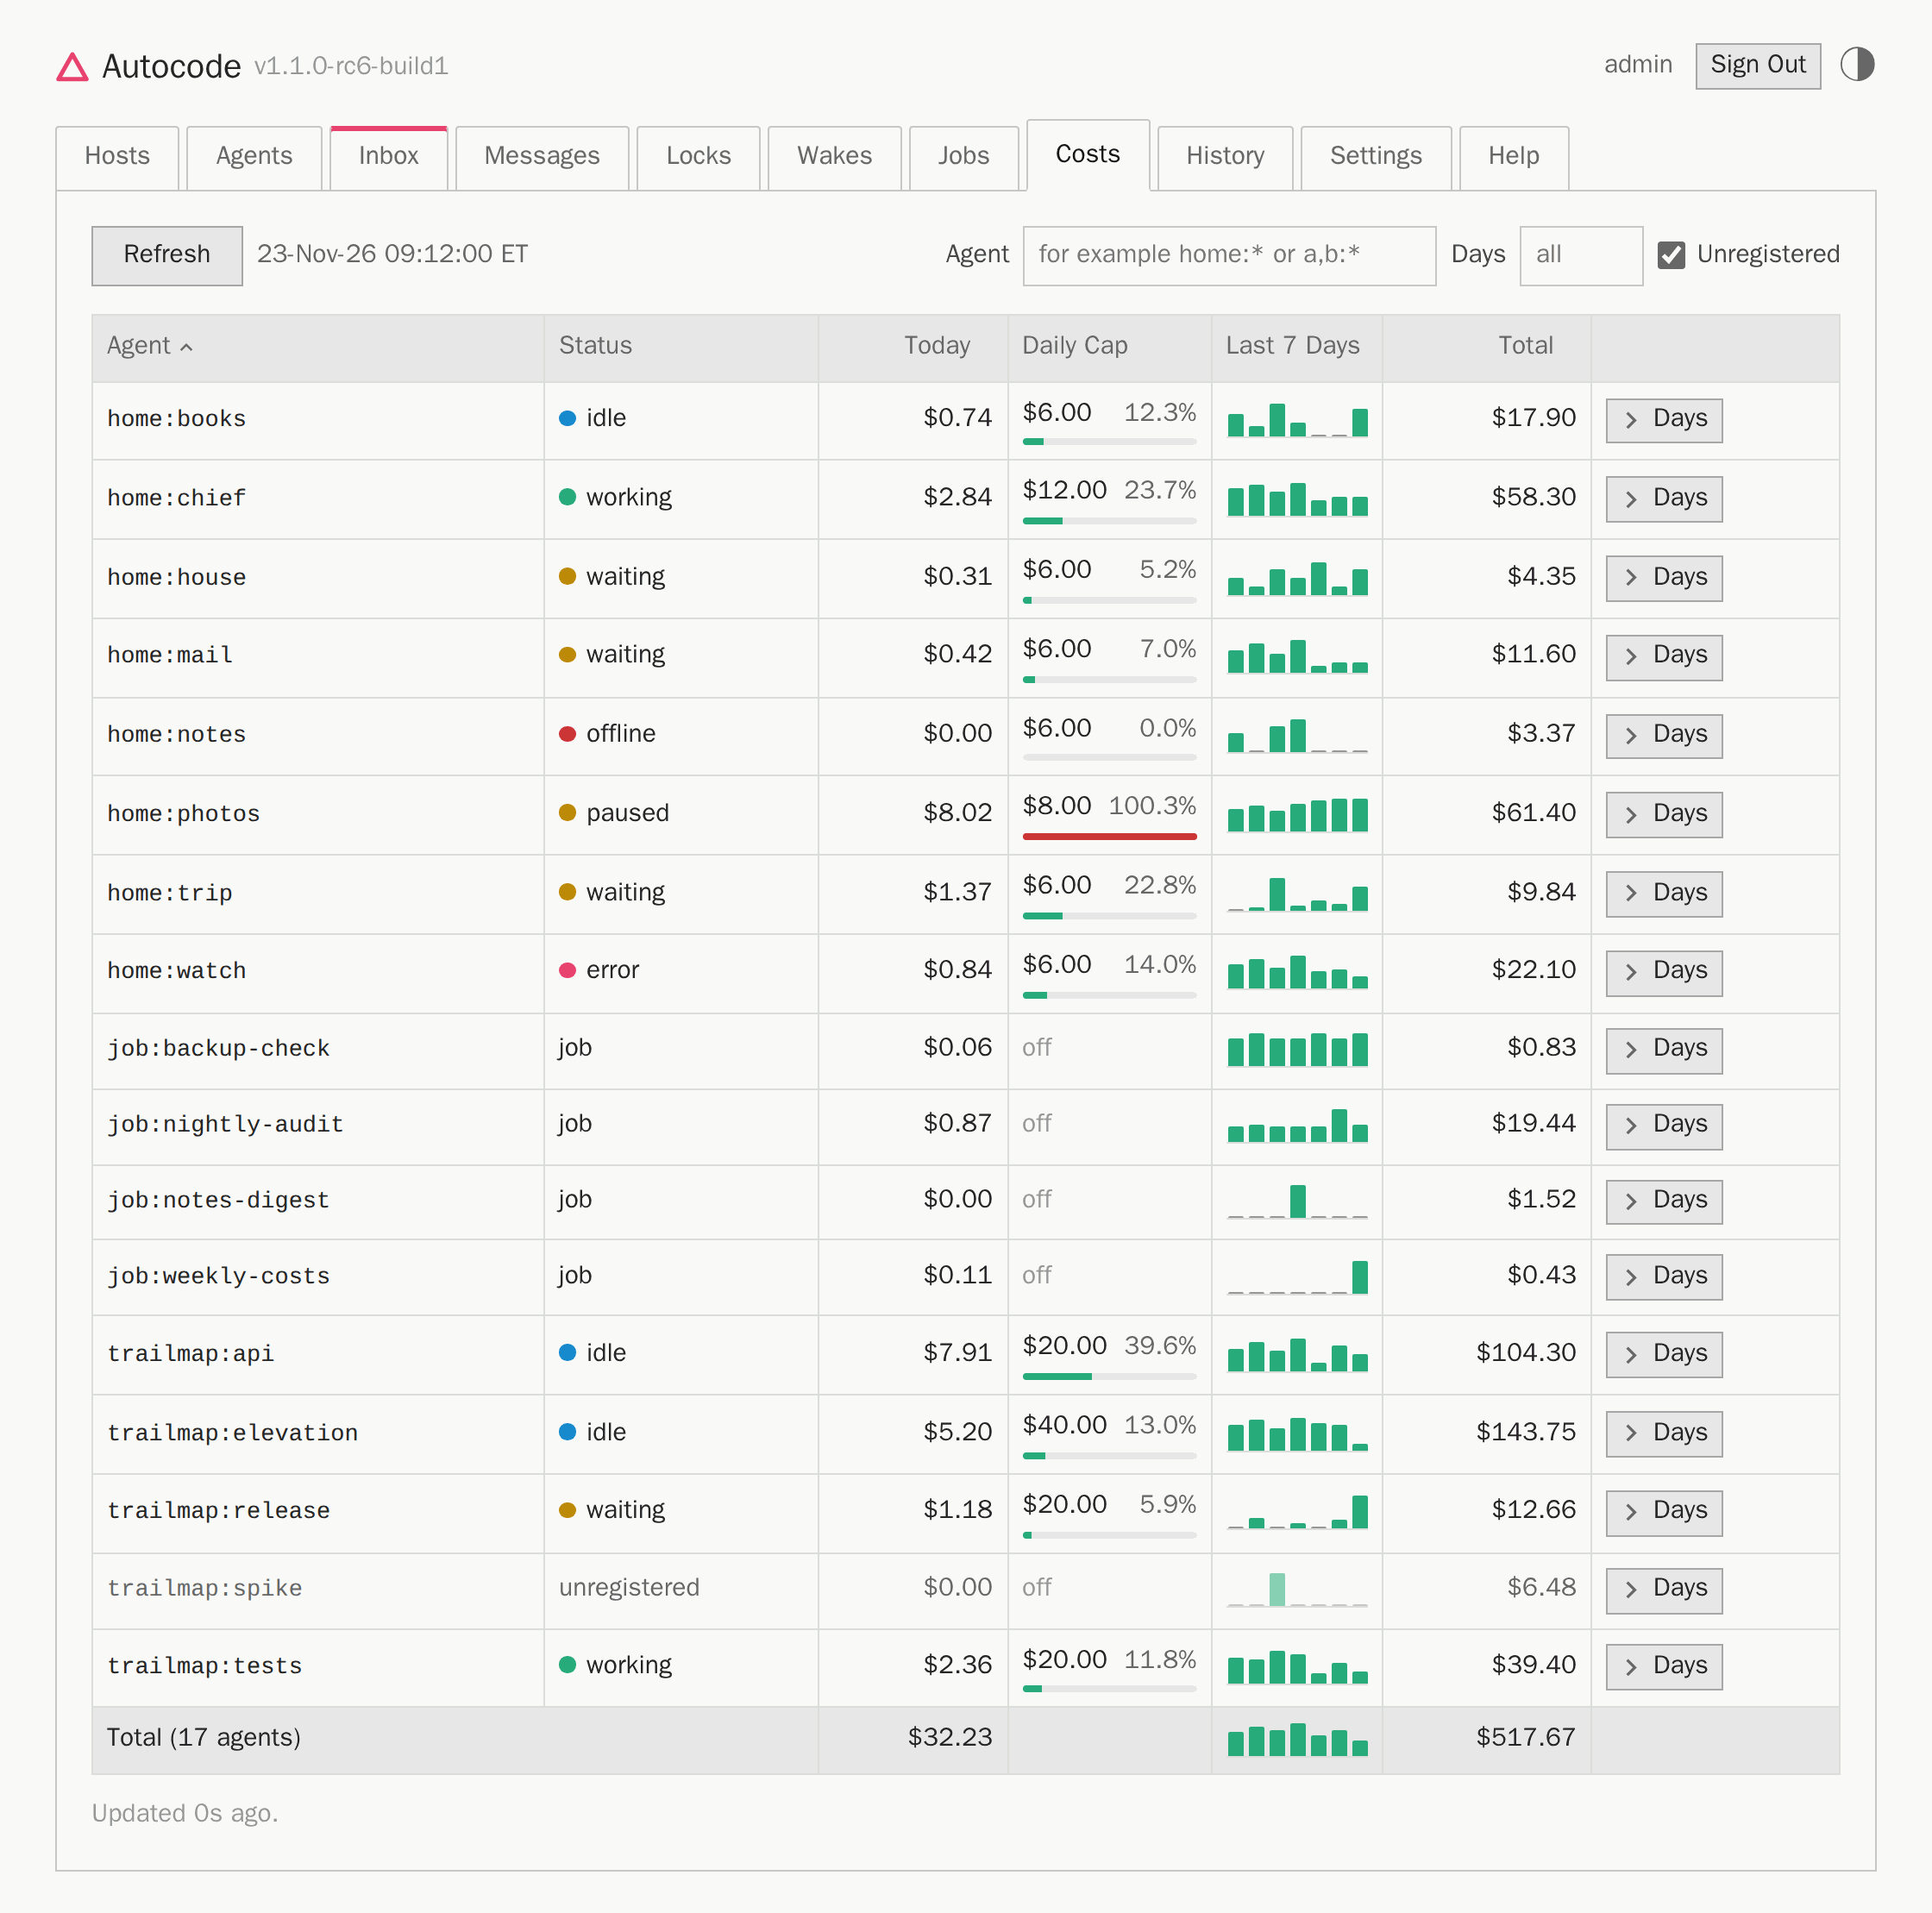 Autocode v1.1.0-rc6-build1 admin Sign Out
Hosts Agents Inbox Messages Locks Wakes Jobs Costs History Settings Help
Refresh 23-Nov-26 09:12:00 ET Agent for example home:* or a,b:* Days all Unregistered
Agent Status Today Daily Cap Last 7 Days Total
home:books idle $0.74 $6.00 12.3% $17.90 Days
home:chief working $2.84 $12.00 23.7% $58.30 Days
home:house waiting $0.31 $6.00 5.2% $4.35 Days
home:mail waiting $0.42 $6.00 7.0% $11.60 Days
home:notes offline $0.00 $6.00 0.0% $3.37 Days
home:photos paused $8.02 $8.00 100.3% $61.40 Days
home:trip waiting $1.37 $6.00 22.8% $9.84 Days
home:watch error $0.84 $6.00 14.0% $22.10 Days
job:backup-check job $0.06 off $0.83 Days
job:nightly-audit job $0.87 off $19.44 Days
job:notes-digest job $0.00 off $1.52 Days
job:weekly-costs job $0.11 off $0.43 Days
trailmap:api idle $7.91 $20.00 39.6% $104.30 Days
trailmap:elevation idle $5.20 $40.00 13.0% $143.75 Days
trailmap:release waiting $1.18 $20.00 5.9% $12.66 Days
trailmap:spike unregistered $0.00 off $6.48 Days
trailmap:tests working $2.36 $20.00 11.8% $39.40 Days
Total (17 agents) $32.23 $517.67
Updated 0s ago.